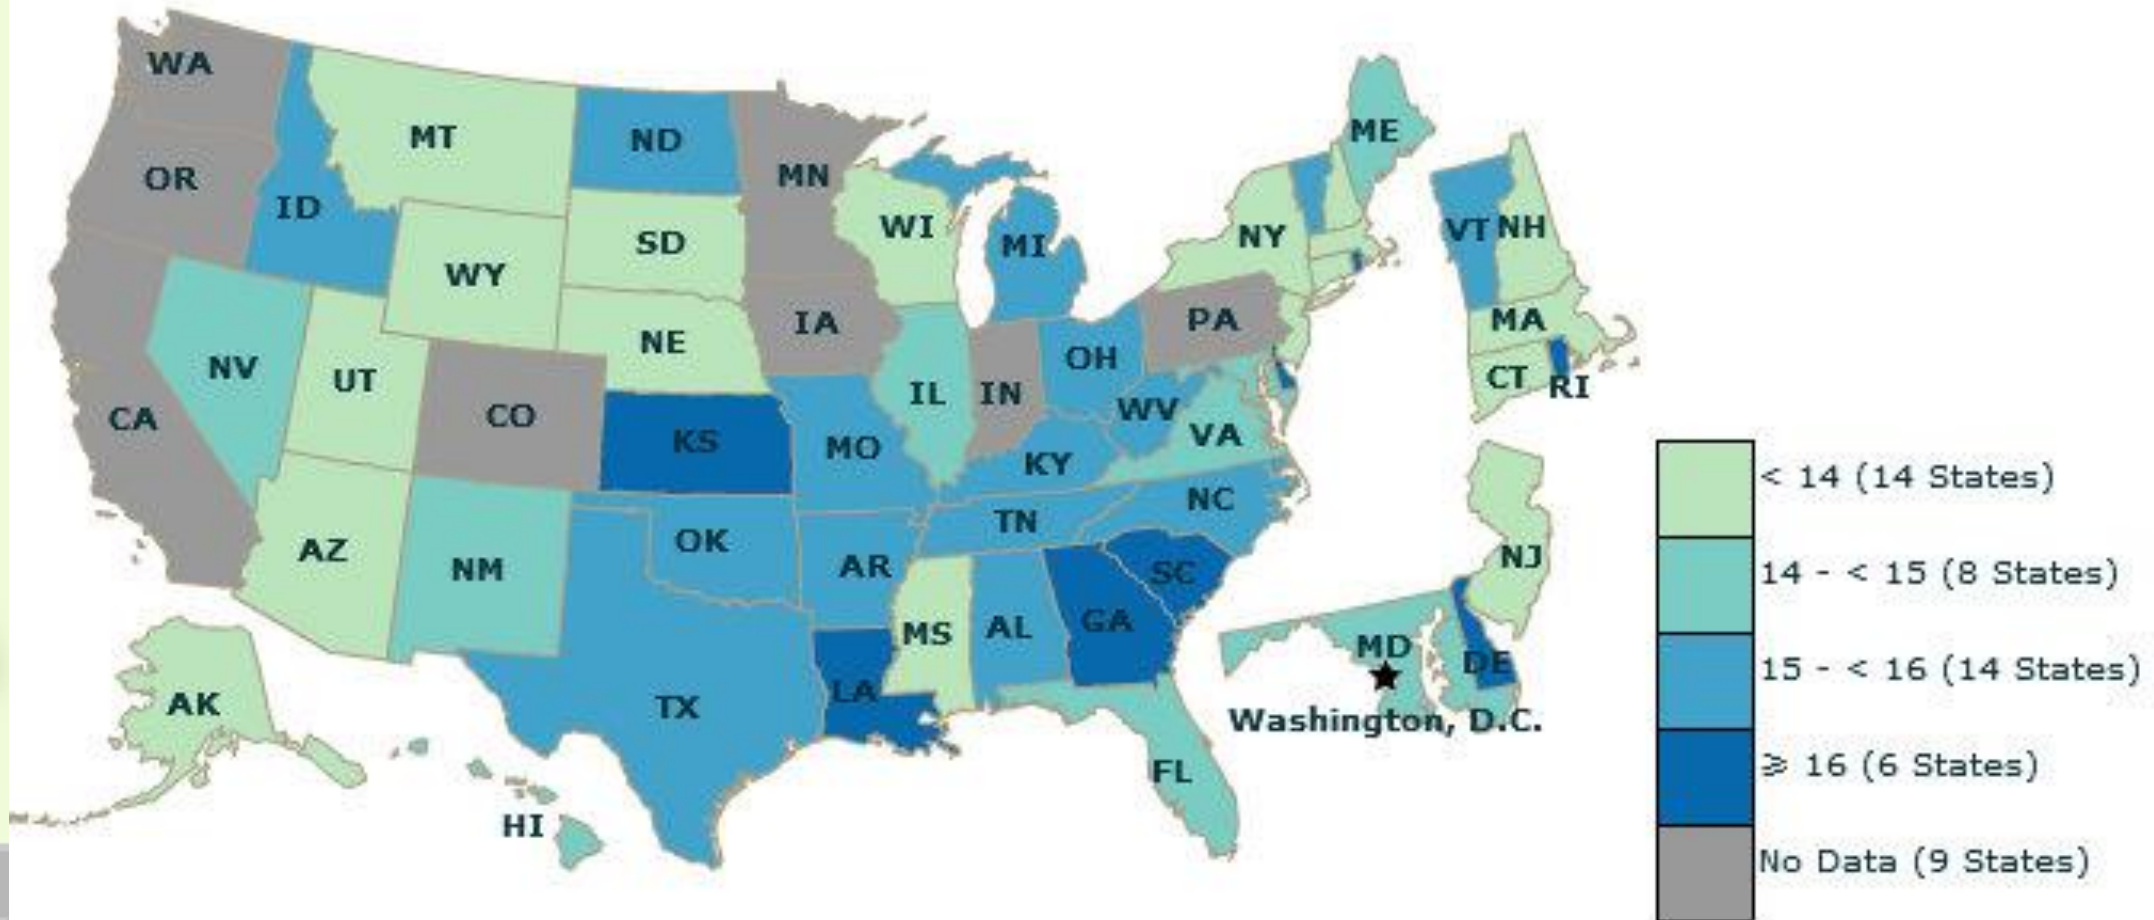 WA
MT
ND
MN
OR
ID
WY
SD
WI
MI
NY
ME
VT NH
MA
CT
RI
NE
IA
PA
NV
UT
CO
CA
IL
IN
OH
WV
VA
KS
MO
KY
NC
TN
AZ
NM
OK
AR
SC
MS
AL
GA
TX
LA
FL
AK
HI
NJ
MD
DE
Washington, D.C.
< 14 (14 States)
14 - < 15 (8 States)
15 - < 16 (14 States)
⩾ 16 (6 States)
No Data (9 States)